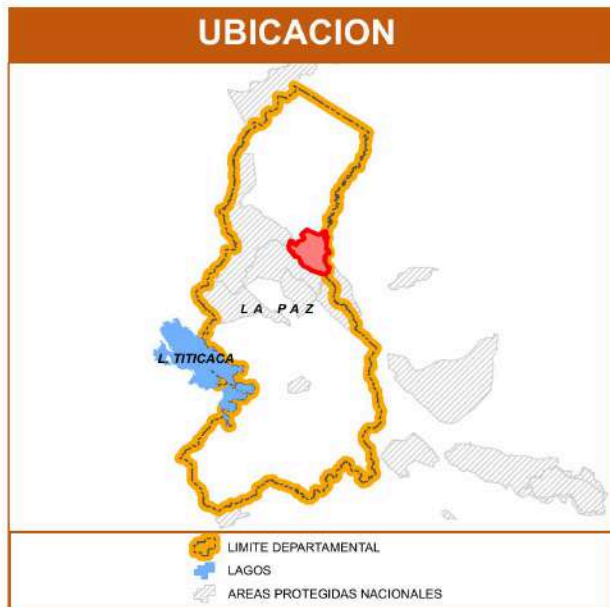 UBICACION
LA PAZ
L. TITICACA
LIMITE DEPARTAMENTAL
LAGOS
AREAS PROTEGIDAS NACIONALES